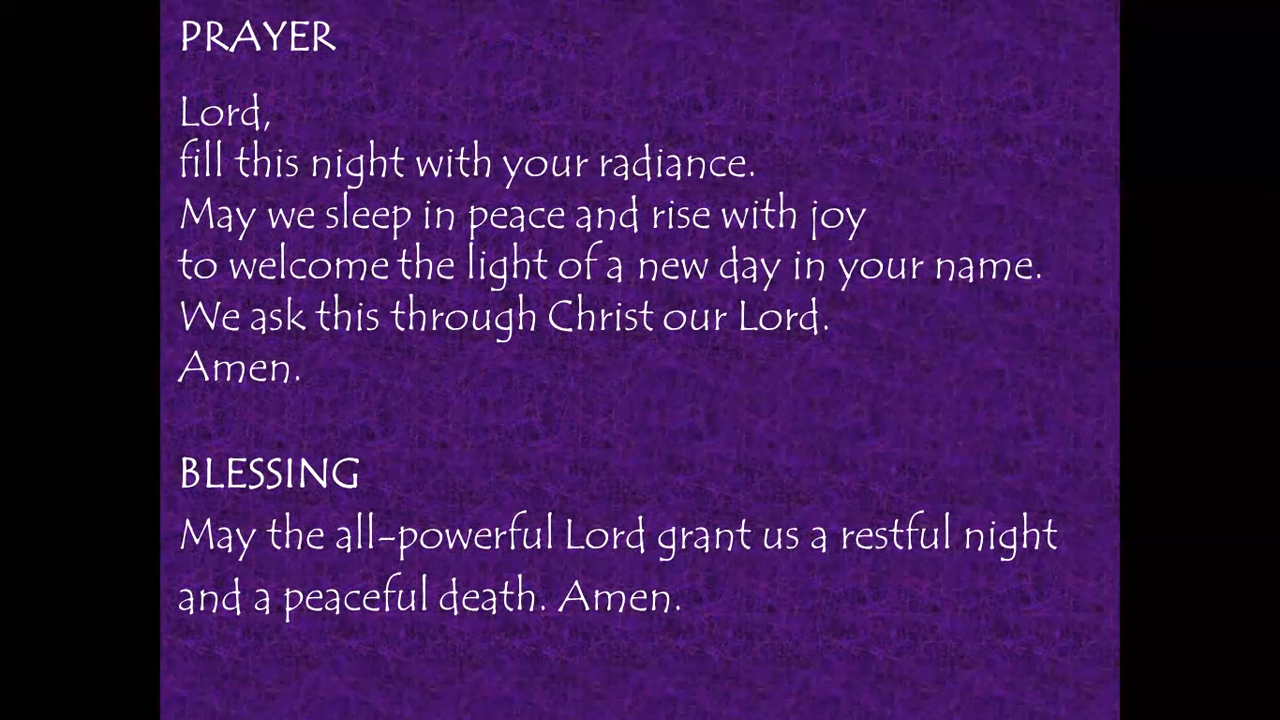 PRAYER
Lord,
fill this night with your radiance.
May we sleep in peace and rise with joy
to welcome the light of a new day in your name.
We ask this through Christ our Lord.
Amen.
BLESSING
May the all-powerful Lord grant us a restful night
and a peaceful death. Amen.